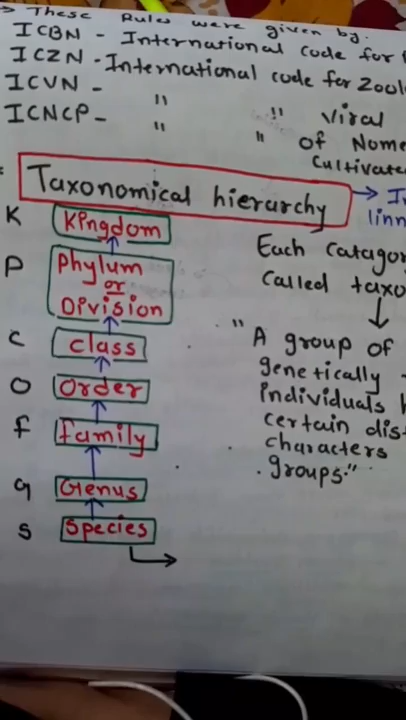 → These Rules were given by.
ICBN - International code for
ICZN - International code for Zool
ICVN - " " Viral
ICNCP - " " of Nome
Cultivate
Taxonomical hierarchy →
linn
K Kingdom
P Phylum
or
Division
C class
O Order
F family
G Genus
S Species
Each catagor
Called taxo
"A group of
genetically
individuals
certain dis
characters
groups."